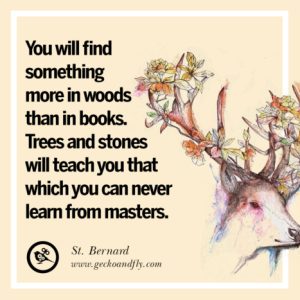 You will find
something
more in woods
than in books.
Trees and stones
will teach you that
which you can never
learn from masters.
St. Bernard
www.geckoandfly.com